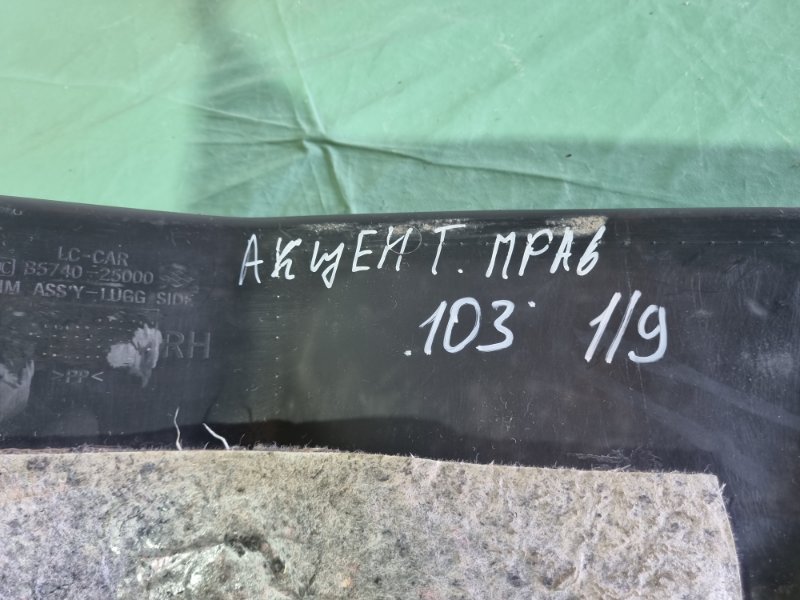 LC-CAR
85740-25000
ASS'Y-LUGG SIDE
RH
>PP<
АКЦЕНТ. ПРАВ
.103 1/9